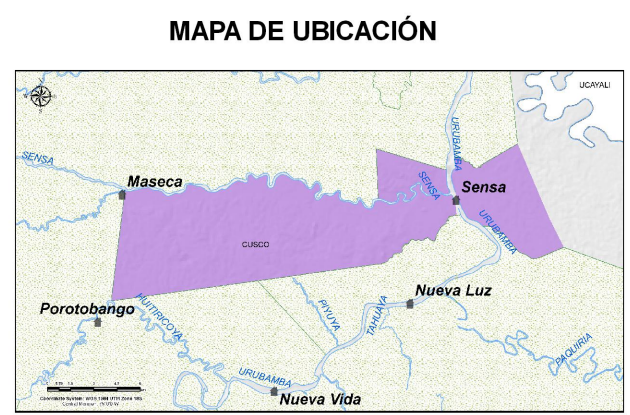 MAPA DE UBICACIÓN
UCAYALI
URUBAMBA
SENSA
Maseca
SENSA
Sensa
URUBAMBA
CUSCO
Nueva Luz
HUITIRICOYA
PIYUYA
TAHUAYA
Porotobango
PAQUIRIA
URUBAMBA
Nueva Vida